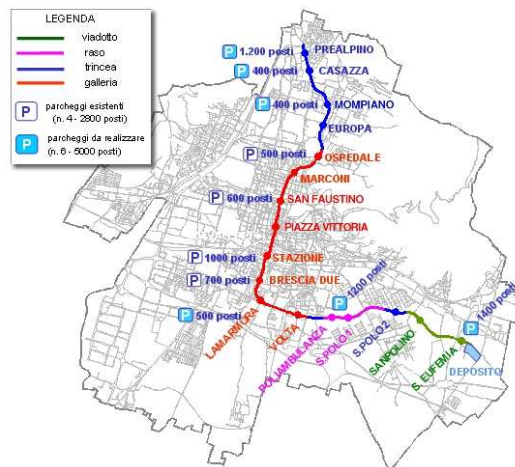 LEGENDA
viadotto
raso
trincea
galleria
P parcheggi esistenti
(n. 4 - 2800 posti)
P parcheggi da realizzare
(n. 6 - 5000 posti)
P 1.200 posti PREALPINO
P 400 posti CASAZZA
P 400 posti MOMPIANO
EUROPA
P 500 posti OSPEDALE
MARCONI
P 600 posti SAN FAUSTINO
PIAZZA VITTORIA
P 1000 posti STAZIONE
P 700 posti BRESCIA DUE
P 500 posti
LAMARMORA
VOLTA
POLIAMBULANZA
P 1200 posti
S.POLO 1
S.POLO 2
SANPOLINO
S. EUFEMIA
P 1400 posti
DEPOSITO